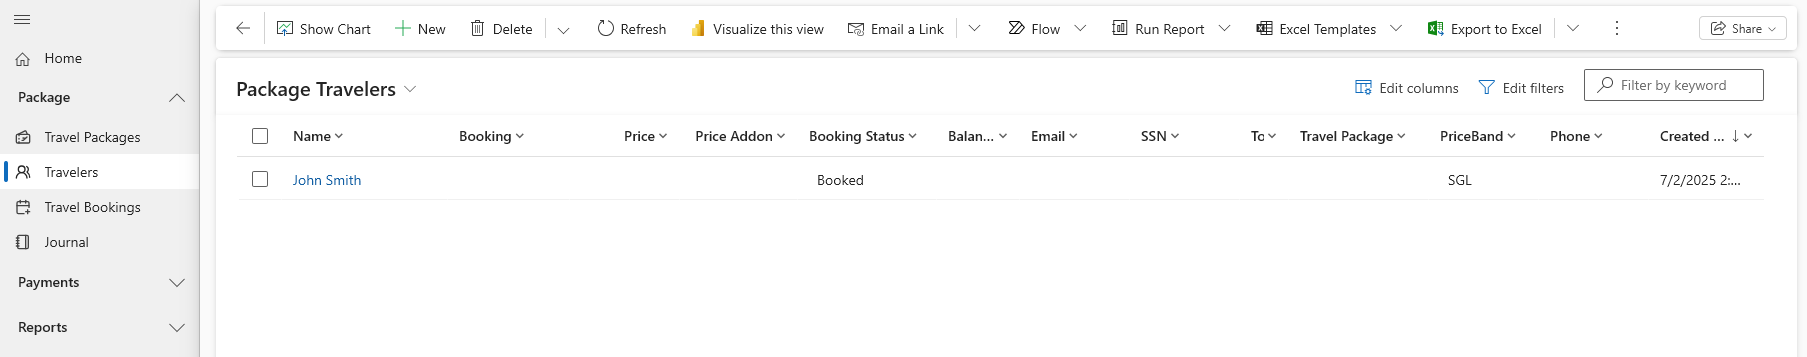 Show Chart New Delete Refresh Visualize this view Email a Link Flow Run Report Excel Templates Export to Excel Share
Home
Package
Travel Packages
Travelers
Travel Bookings
Journal
Payments
Reports
Package Travelers
Edit columns Edit filters Filter by keyword
Name Booking Price Price Addon Booking Status Balan... Email SSN To Travel Package PriceBand Phone Created ...
John Smith Booked SGL 7/2/2025 2:...